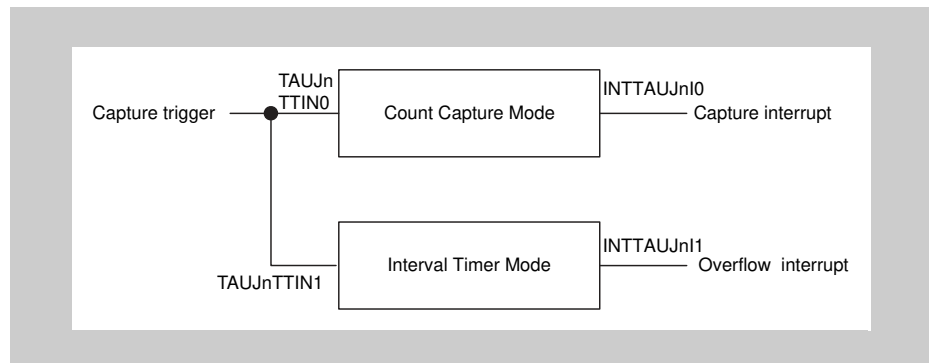 TAUJn
TTIN0
INTTAUJnI0
Capture trigger
Count Capture Mode
Capture interrupt
INTTAUJnI1
Interval Timer Mode
Overflow interrupt
TAUJnTTIN1